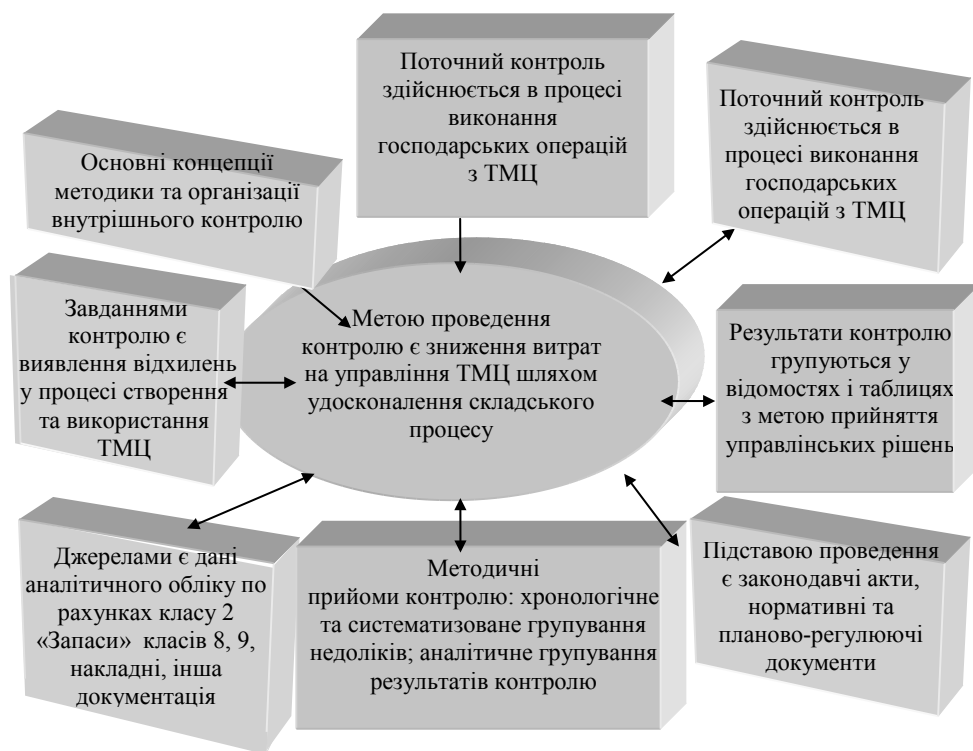 Поточний контроль
здійснюється в процесі
виконання
господарських операцій
з ТМЦ
Поточний контроль
здійснюється в
процесі виконання
господарських
операцій з ТМЦ
Основні концепції
методики та організації
внутрішнього контролю
Завданнями
контролю є
виявлення відхилень
у процесі створення
та використання
ТМЦ
Метою проведення
контролю є зниження витрат
на управління ТМЦ шляхом
удосконалення складського
процесу
Результати контролю
групуються у
відомостях і таблицях
з метою прийняття
управлінських рішень
Джерелами є дані
аналітичного обліку по
рахунках класу 2
«Запаси» класів 8, 9,
накладні, інша
документація
Методичні
прийоми контролю: хронологічне
та систематизоване групування
недоліків; аналітичне групування
результатів контролю
Підставою проведення
є законодавчі акти,
нормативні та
планово-регулюючі
документи